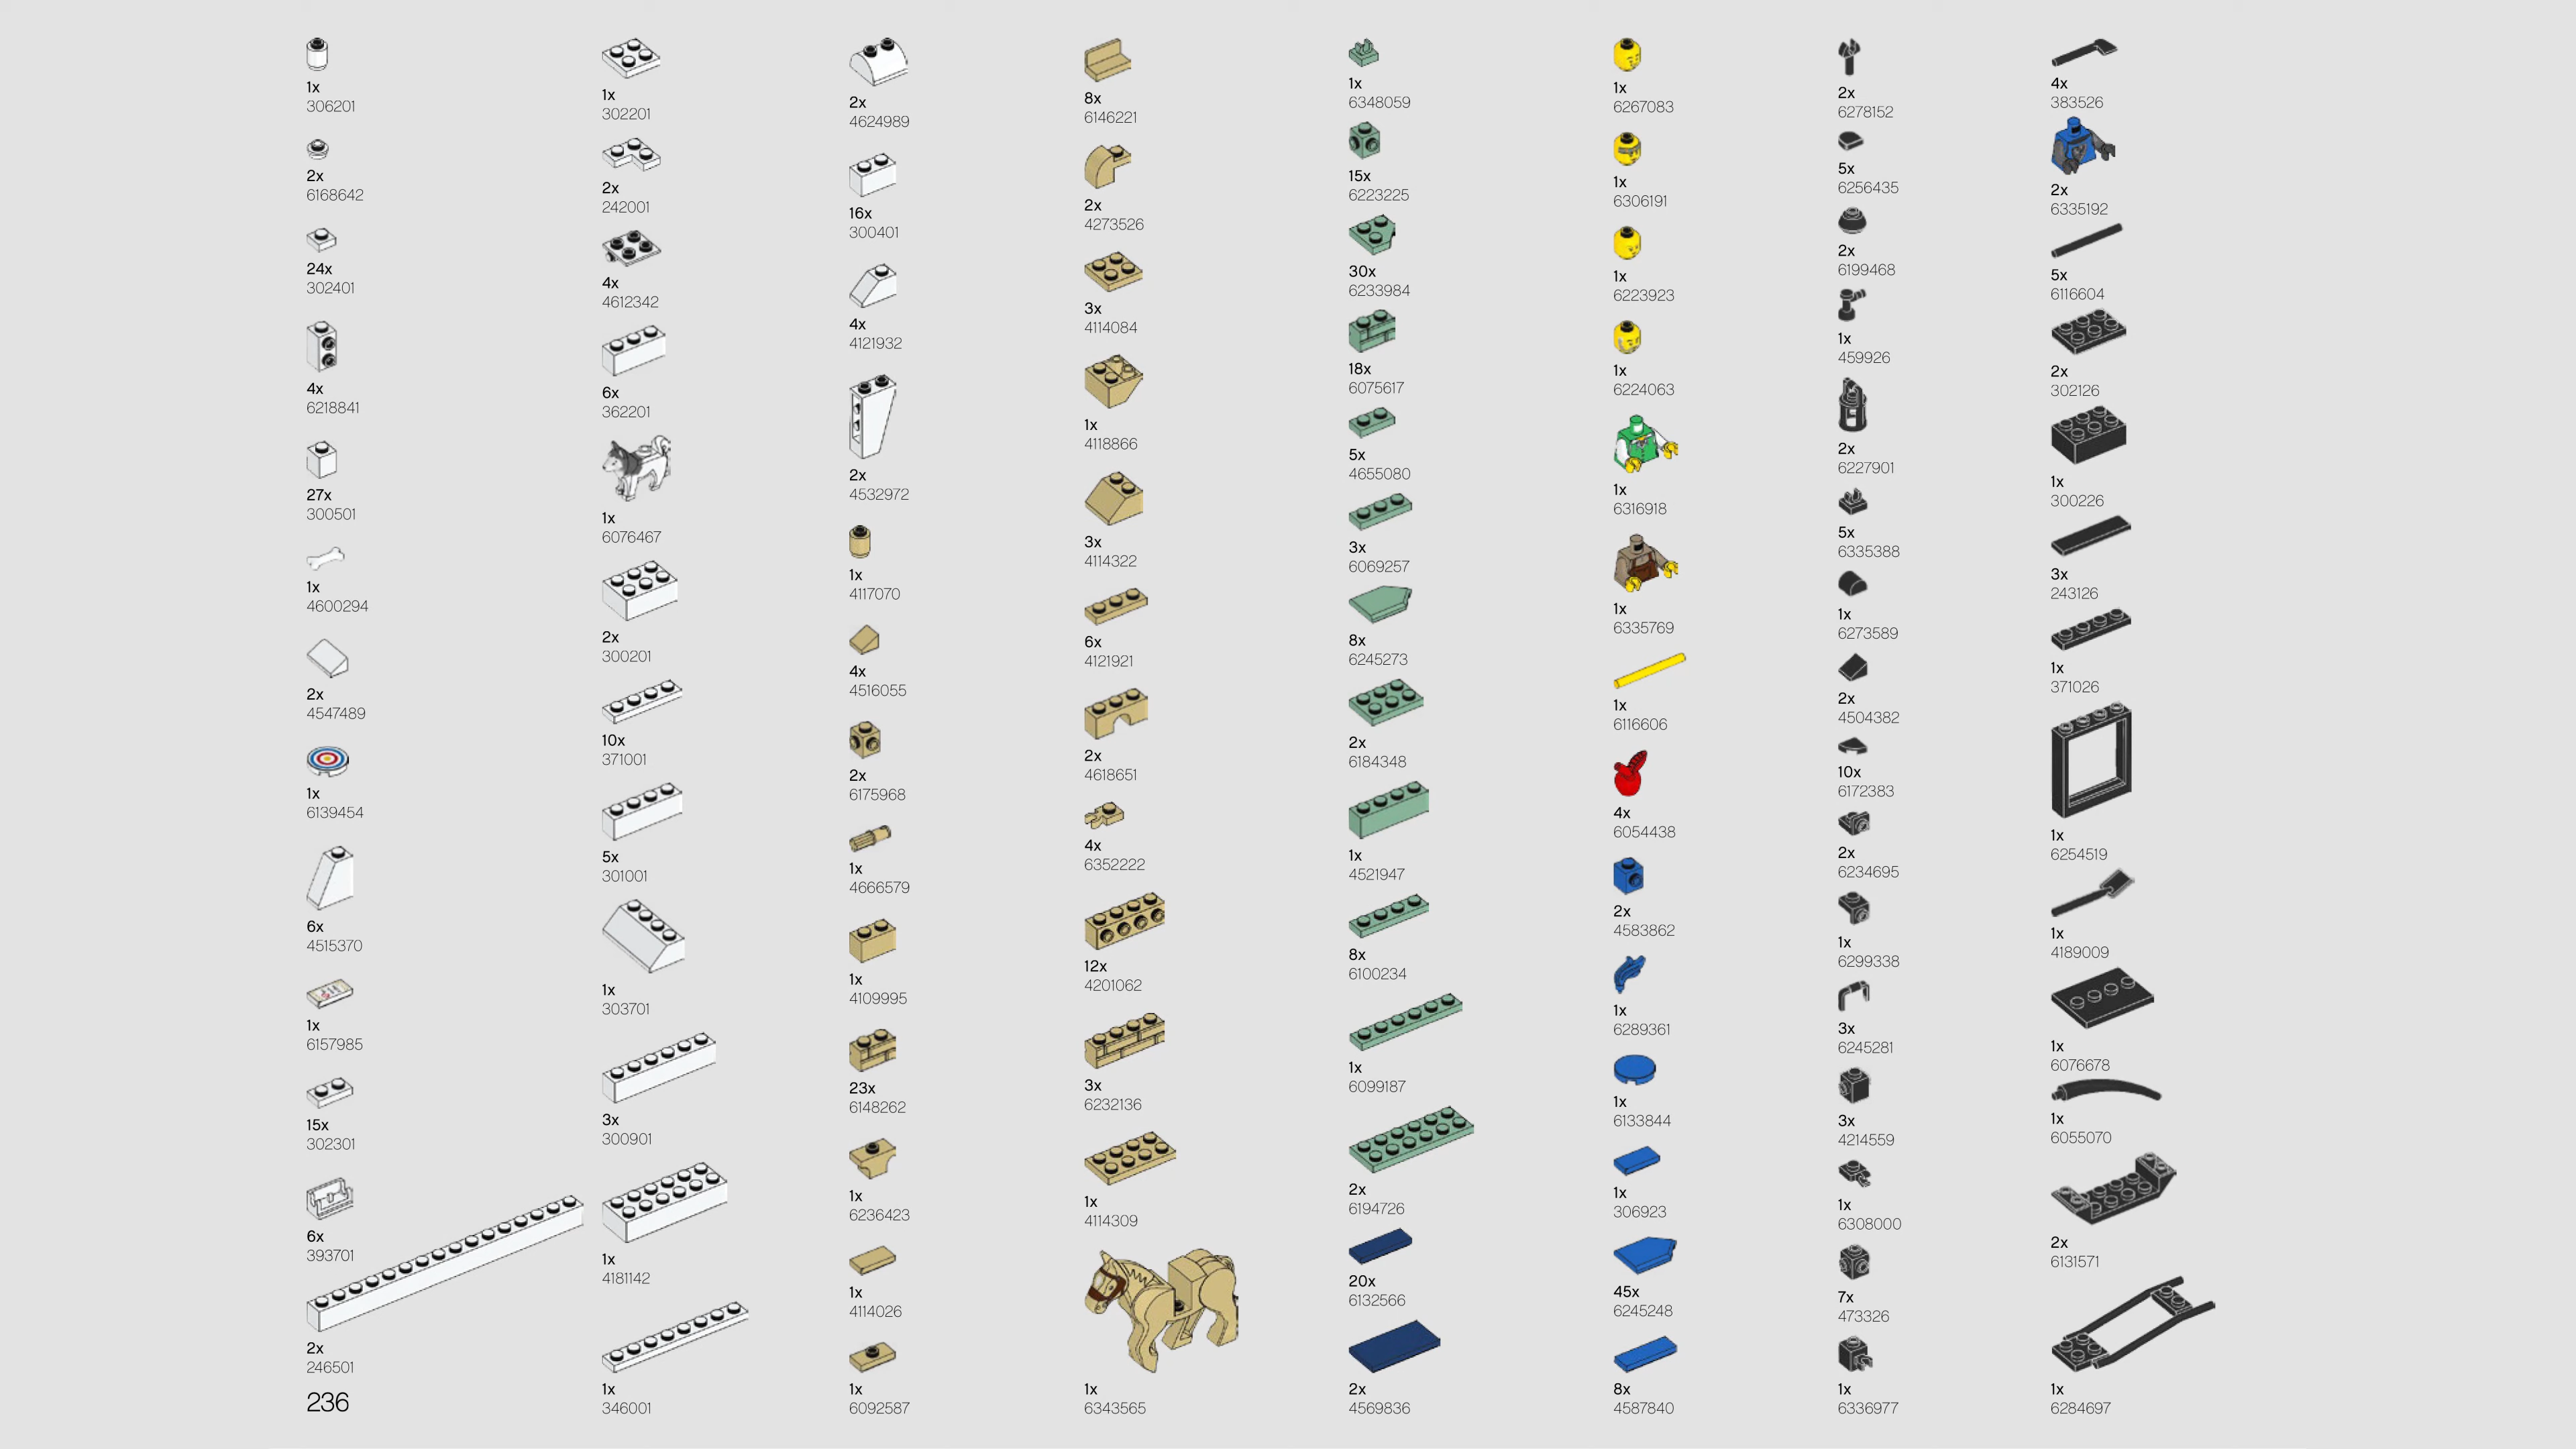 1x
306201
2x
6168642
24x
302401
4x
6218841
27x
300501
1x
4600294
2x
4547489
1x
6139454
6x
4515370
1x
6157985
15x
302301
6x
393701
2x
246501
1x
302201
2x
242001
4x
4612342
6x
362201
1x
6076467
2x
300201
10x
371001
5x
301001
1x
303701
3x
300901
1x
4181142
1x
346001
2x
4624989
16x
300401
4x
4121932
2x
4532972
1x
4117070
4x
4516055
2x
6175968
1x
4666579
1x
4109995
23x
6148262
1x
6236423
1x
4114026
1x
6092587
8x
6146221
2x
4273526
3x
4114084
1x
4118866
3x
4114322
6x
4121921
2x
4618651
4x
6352222
12x
4201062
3x
6232136
1x
4114309
1x
6343565
1x
6348059
15x
6223225
30x
6233984
18x
6075617
5x
4655080
3x
6069257
8x
6245273
2x
6184348
1x
4521947
8x
6100234
1x
6099187
2x
6194726
20x
6132566
2x
4569836
1x
6267083
1x
6306191
1x
6223923
1x
6224063
1x
6316918
1x
6335769
1x
6116606
4x
6054438
2x
4583862
1x
6289361
1x
6133844
1x
306923
45x
6245248
8x
4587840
2x
6278152
5x
6256435
2x
6199468
1x
459926
2x
6227901
5x
6335388
1x
6273589
2x
4504382
10x
6172383
2x
6234695
1x
6299338
3x
6245281
3x
4214559
1x
6308000
7x
473326
1x
6336977
4x
383526
2x
6335192
5x
6116604
2x
302126
1x
300226
3x
243126
1x
371026
1x
6254519
1x
4189009
1x
6076678
1x
6055070
2x
6131571
1x
6284697
236